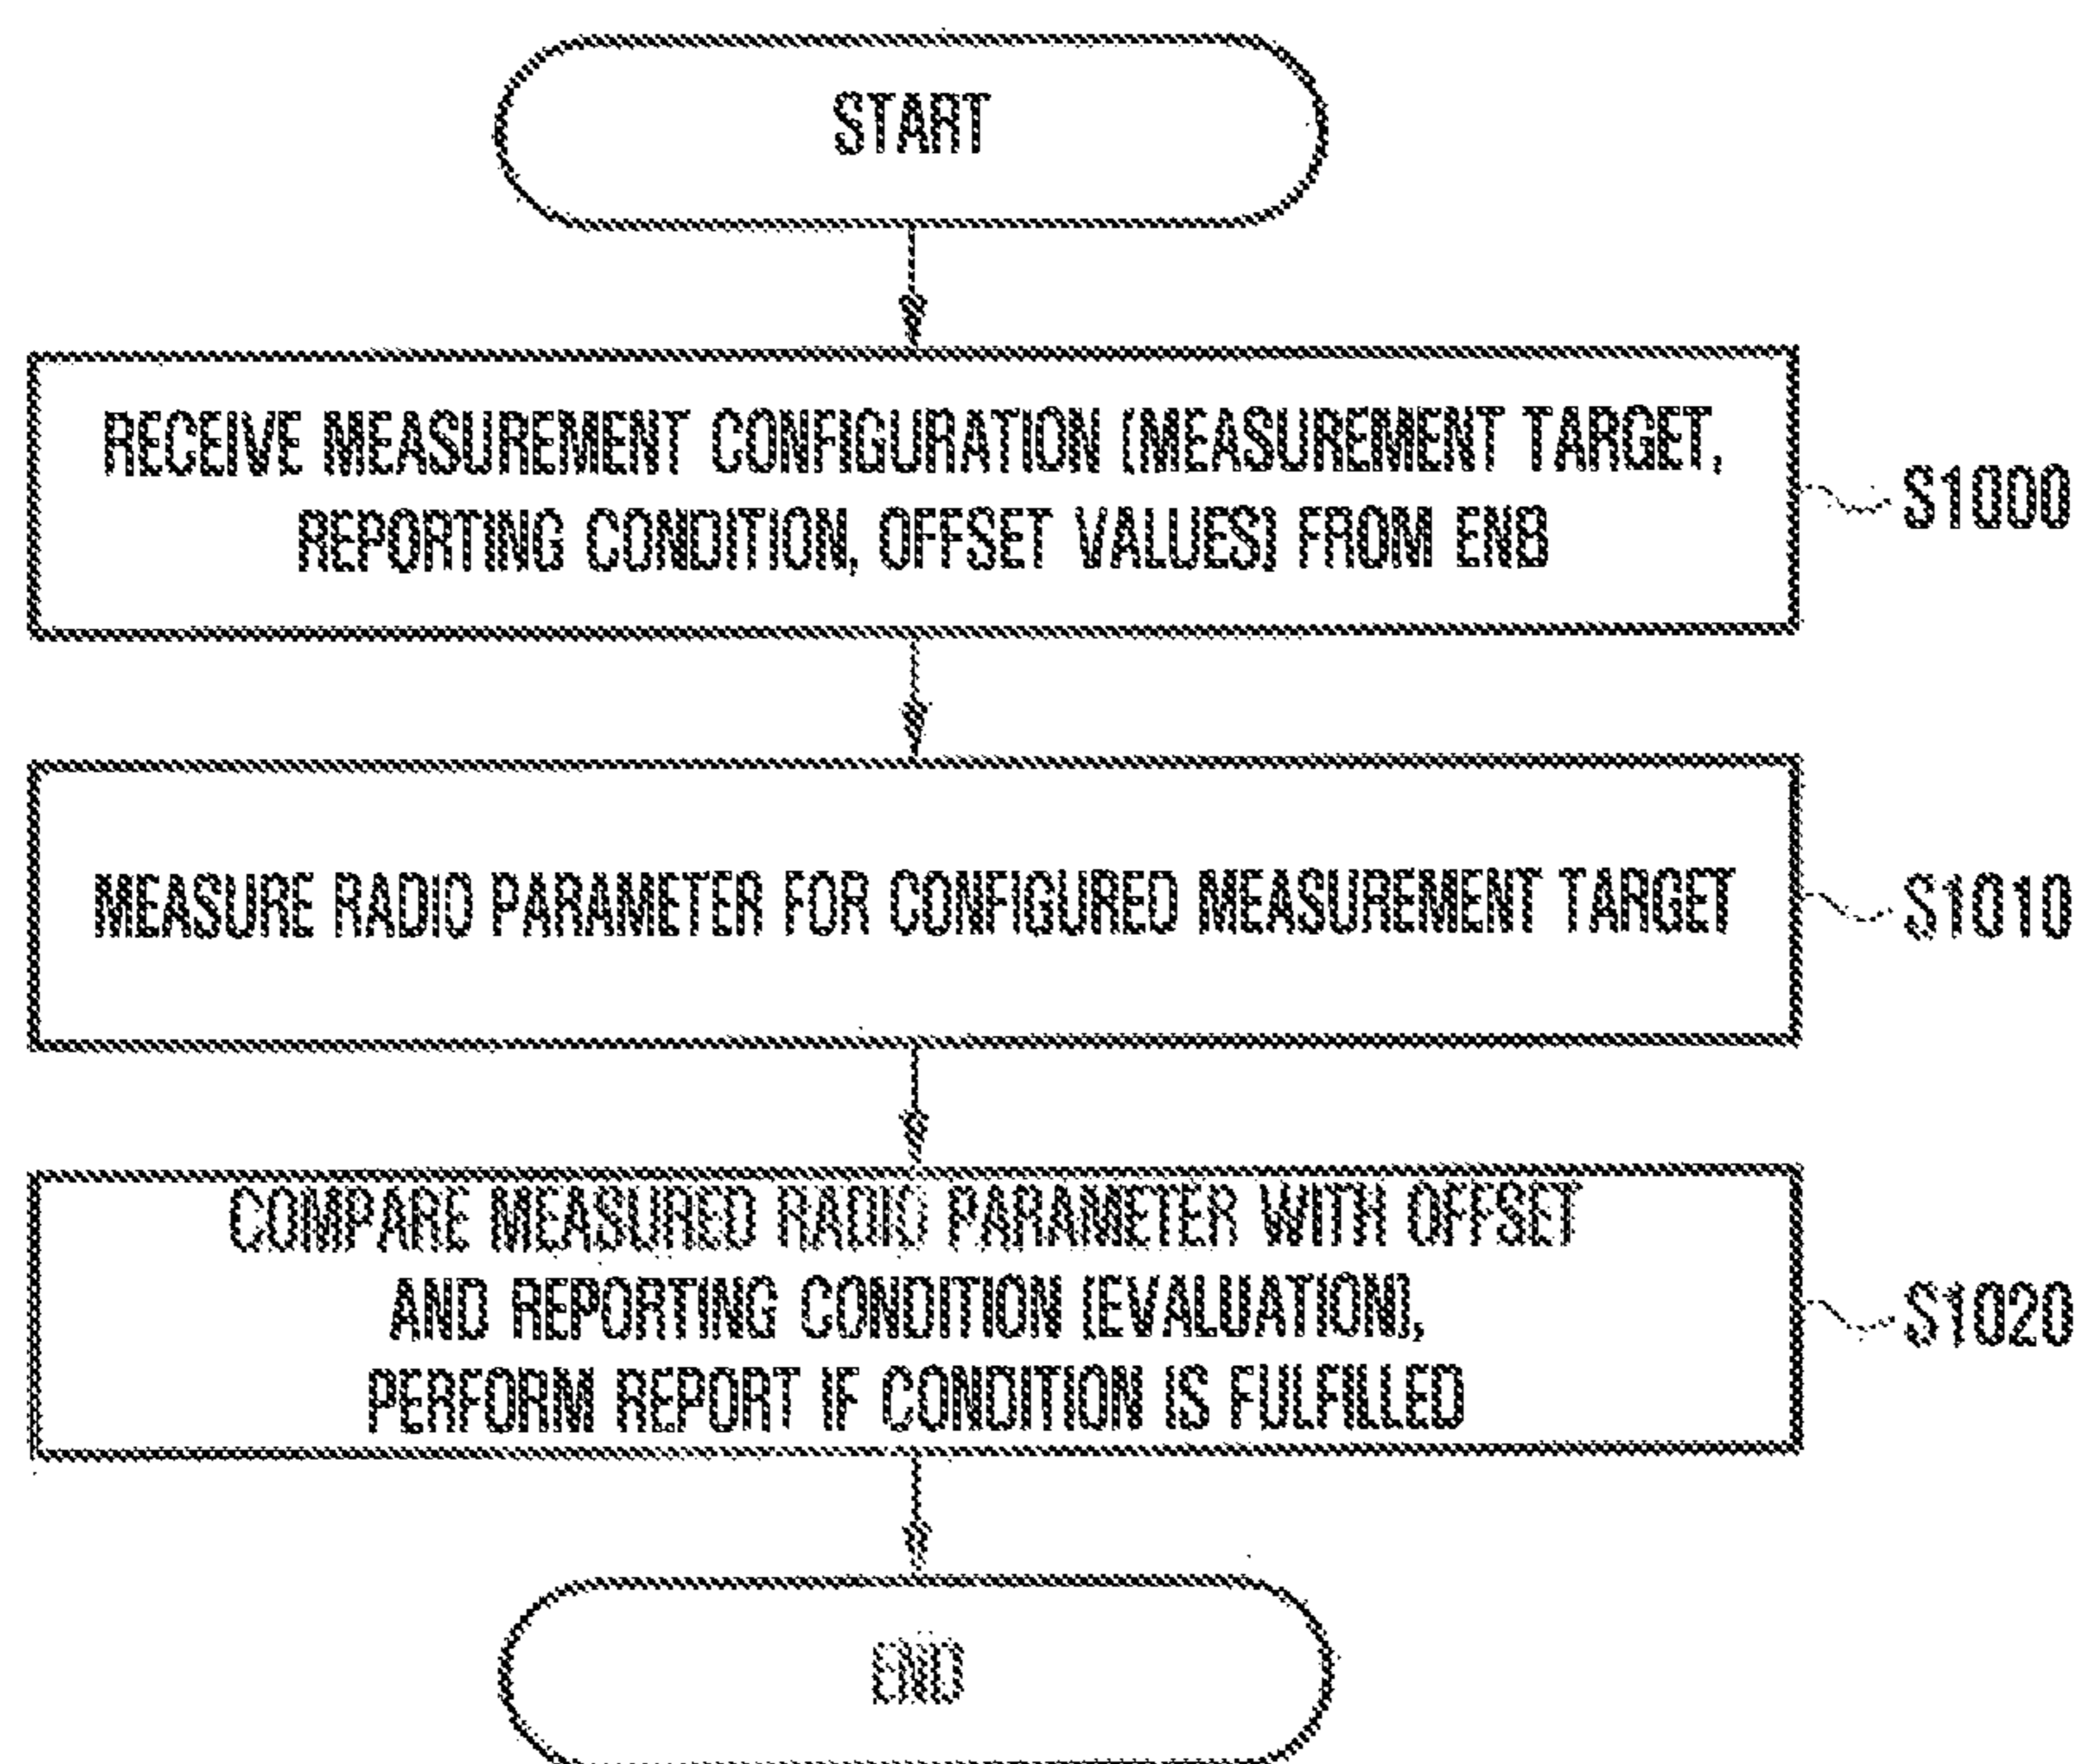 START
RECEIVE MEASUREMENT CONFIGURATION (MEASUREMENT TARGET,
REPORTING CONDITION, OFFSET VALUES) FROM ENB
S1000
MEASURE RADIO PARAMETER FOR CONFIGURED MEASUREMENT TARGET
S1010
COMPARE MEASURED RADIO PARAMETER WITH OFFSET
AND REPORTING CONDITION (EVALUATION),
PERFORM REPORT IF CONDITION IS FULFILLED
S1020
END